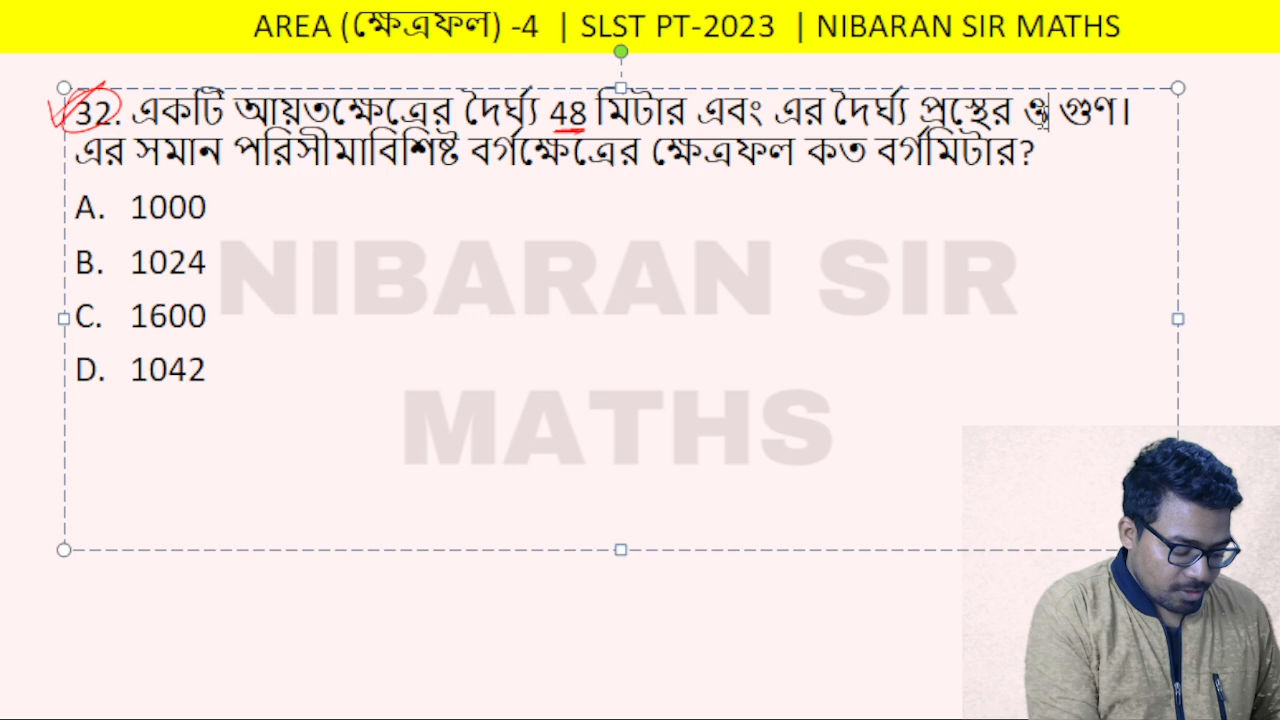 AREA (ক্ষেত্রফল) -4 | SLST PT-2023 | NIBARAN SIR MATHS
32. একটি আয়তক্ষেত্রের দৈর্ঘ্য 48 মিটার এবং এর দৈর্ঘ্য প্রস্থের ৩ গুণ।
এর সমান পরিসীমাবিশিষ্ট বর্গক্ষেত্রের ক্ষেত্রফল কত বর্গমিটার?
A. 1000
B. 1024
C. 1600
D. 1042
NIBARAN SIR
MATHS